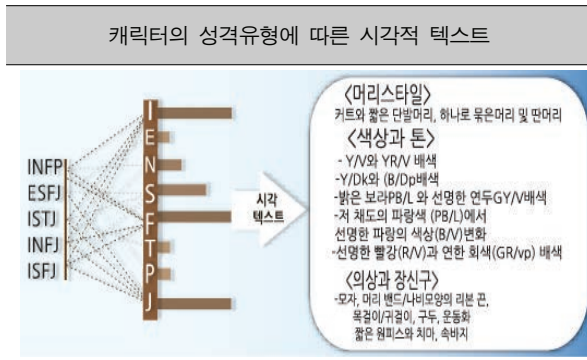 캐릭터의 성격유형에 따른 시각적 텍스트
INFP
ESFJ
ISTJ
INFJ
ISFJ
I
E
N
S
F
T
P
J
시각
텍스트
<머리스타일>
커트와 짧은 단발머리, 하나로 묶은머리 및 딴머리
<색상과 톤>
- Y/V와 YR/V 배색
-Y/Dk와 (B/Dp배색
-밝은 보라PB/L 와 선명한 연두GY/V배색
-저 채도의 파랑색 (PB/L)에서
선명한 파랑의 색상(B/V)변화
-선명한 빨강(R/V)과 연한 회색(GR/vp) 배색
<의상과 장신구>
-모자, 머리 밴드/나비모양의 리본 끈,
목걸이/귀걸이, 구두, 운동화
짧은 원피스와 치마, 속바지